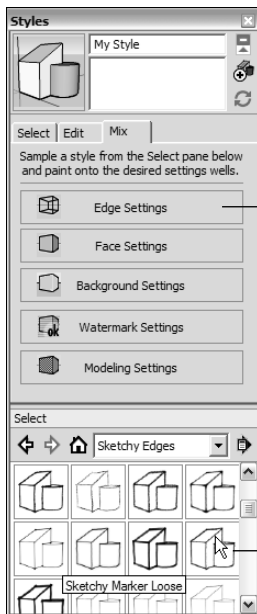 Styles
My Style
Select Edit Mix
Sample a style from the Select pane below
and paint onto the desired settings wells.
Edge Settings
Face Settings
Background Settings
ok Watermark Settings
Modeling Settings
Select
Sketchy Edges
Sketchy Marker Loose